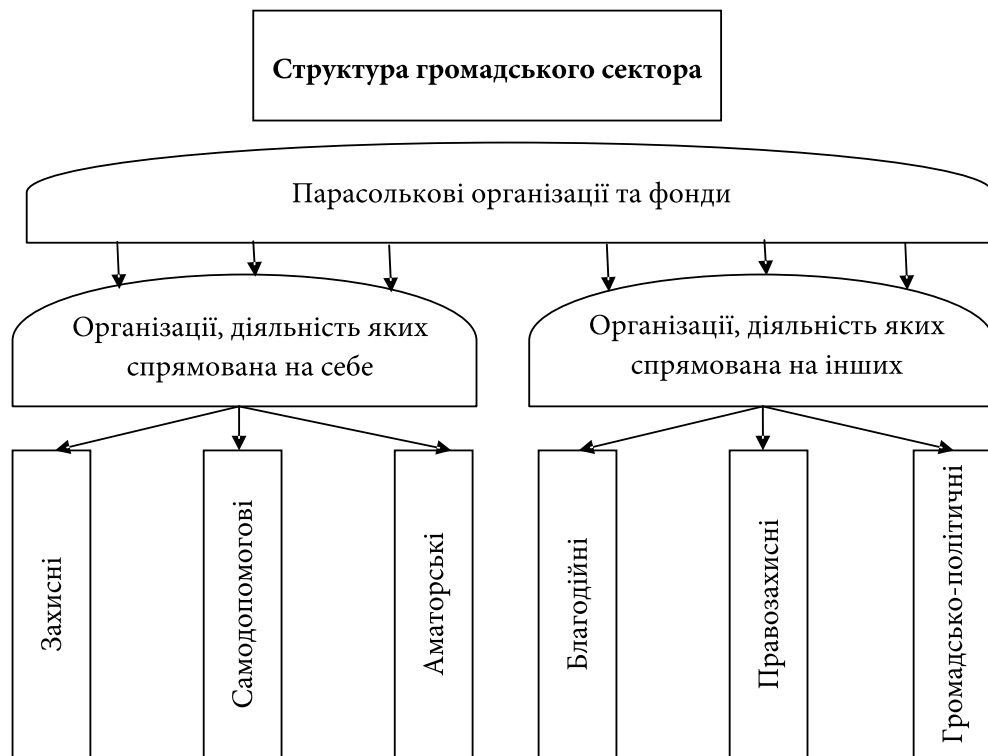 Структура громадського сектора
Парасолькові організації та фонди
Організації, діяльність яких
спрямована на себе
Організації, діяльність яких
спрямована на інших
Захисні
Самодопомогові
Аматорські
Благодійні
Правозахисні
Громадсько-політичні